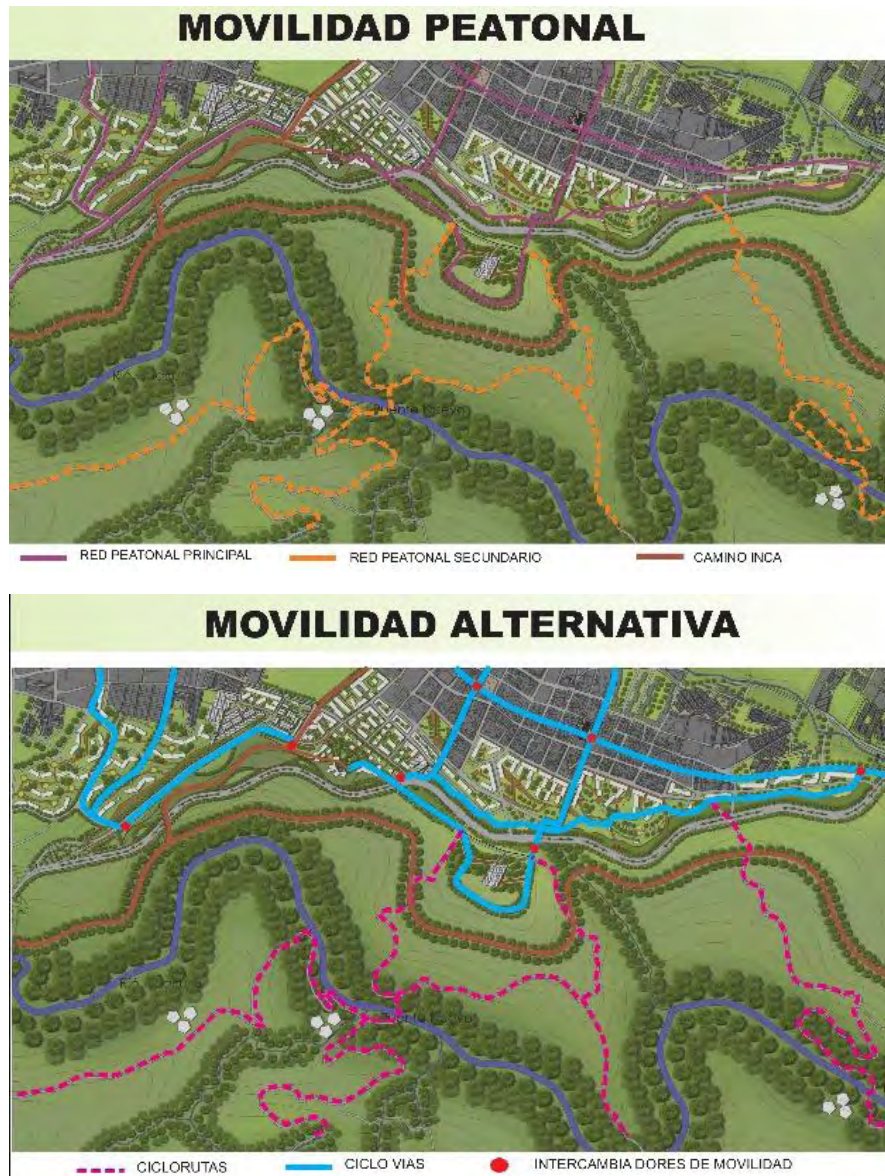 MOVILIDAD PEATONAL
RED PEATONAL PRINCIPAL
RED PEATONAL SECUNDARIO
CAMINO INCA
MOVILIDAD ALTERNATIVA
CICLORUTAS
CICLO VIAS
INTERCAMBIA DORES DE MOVILIDAD